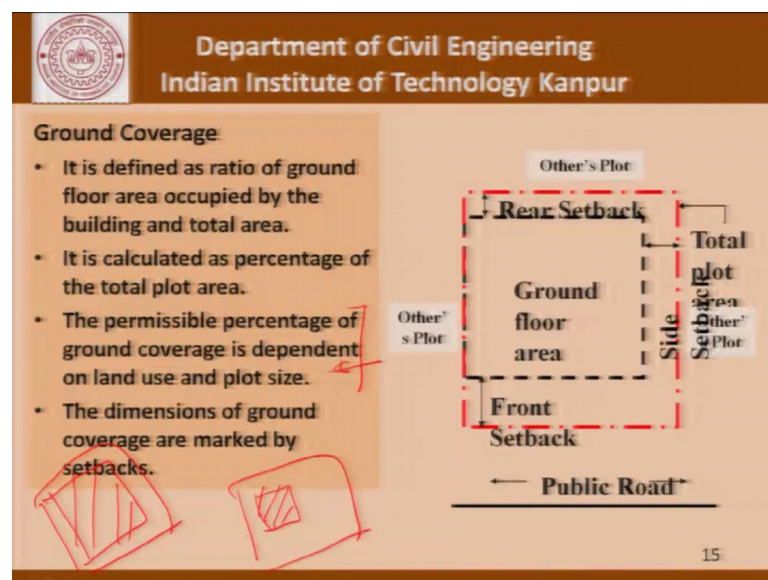 Department of Civil Engineering
Indian Institute of Technology Kanpur
Ground Coverage
• It is defined as ratio of ground
floor area occupied by the
building and total area.
• It is calculated as percentage of
the total plot area.
• The permissible percentage of
ground coverage is dependent
on land use and plot size.
• The dimensions of ground
coverage are marked by
setbacks.
Other's Plot
Rear Setback
Total
plot
area
Other'
s Plot
Ground
floor
area
Side
Setback
Other'
s Plot
Front
Setback
Public Road
15